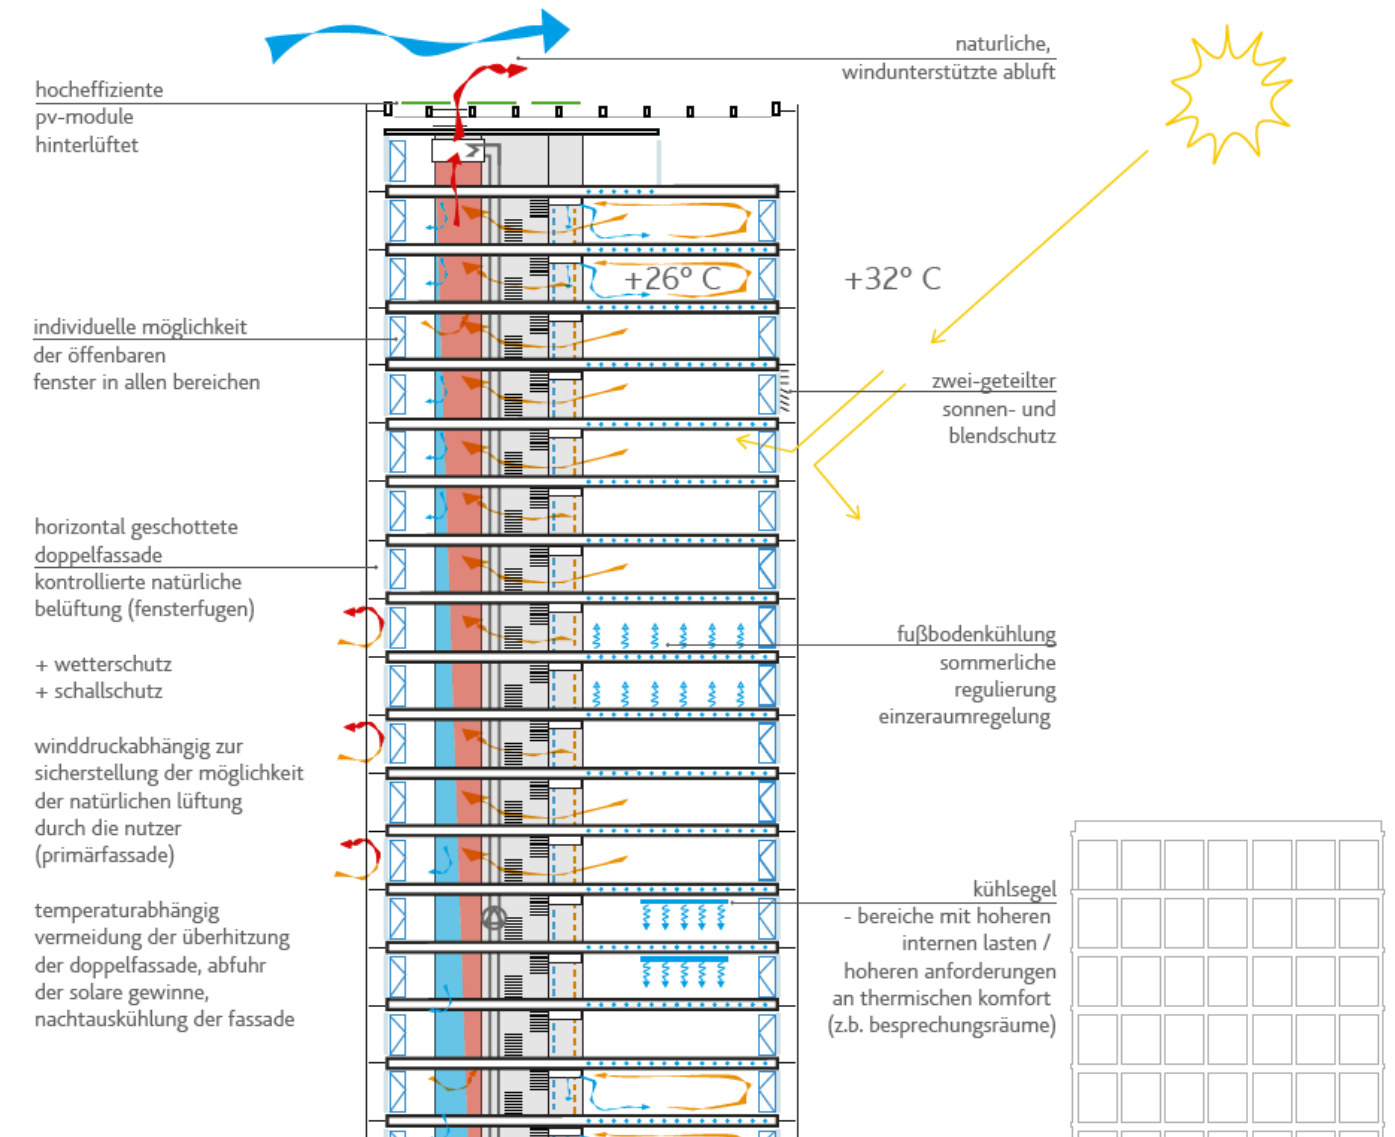 naturliche,
windunterstützte abluft
hocheffiziente
pv-module
hinterlüftet
+26° C
+32° C
individuelle möglichkeit
der öffenbaren
fenster in allen bereichen
zwei-geteilter
sonnen- und
blendschutz
horizontal geschottete
doppelfassade
kontrollierte natürliche
belüftung (fensterfugen)
+ wetterschutz
+ schallschutz
fußbodenkühlung
sommerliche
regulierung
einzeraumregelung
winddruckabhängig zur
sicherstellung der möglichkeit
der natürlichen lüftung
durch die nutzer
(primärfassade)
temperaturabhängig
vermeidung der überhitzung
der doppelfassade, abfuhr
der solare gewinne,
nachtauskühlung der fassade
kühlsegel
- bereiche mit hoheren
internen lasten /
hoheren anforderungen
an thermischen komfort
(z.b. besprechungsräume)